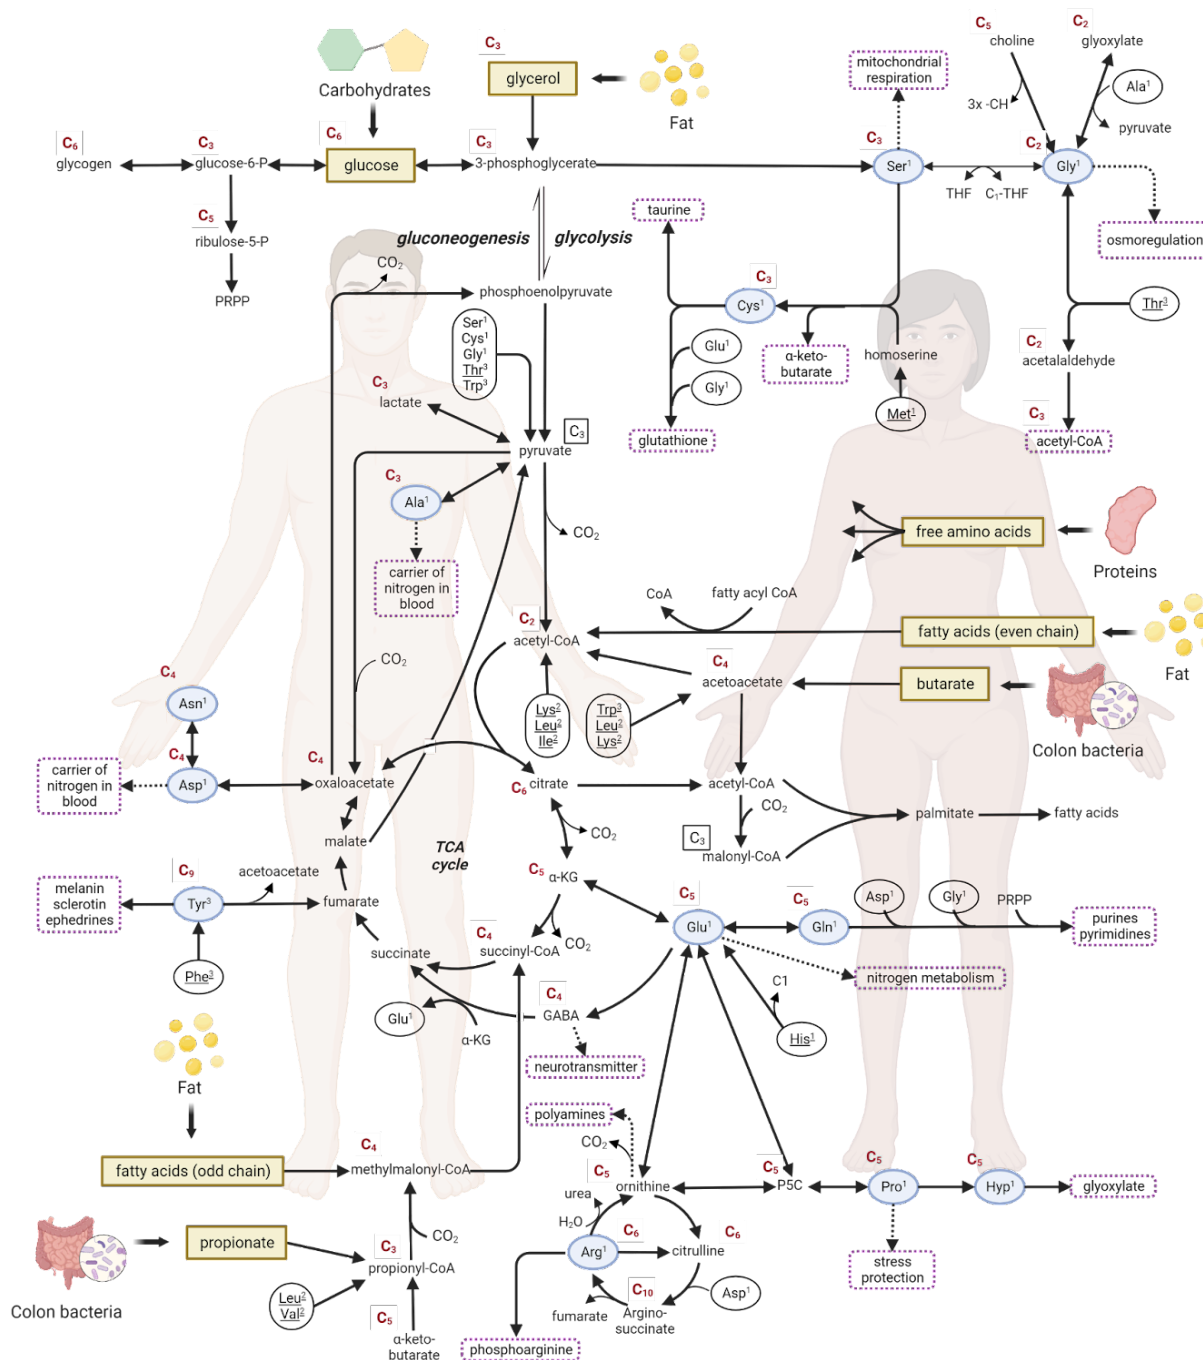 C5
C2
choline
glyoxylate
C3
glycerol
Fat
Carbohydrates
mitochondrial
respiration
3x -CH
Ala1
pyruvate
C6
glycogen
C3
glucose-6-P
C6
glucose
C3
3-phosphoglycerate
C3
Ser1
C2
Gly1
THF
C1-THF
C5
ribulose-5-P
taurine
osmoregulation
gluconeogenesis
glycolysis
CO2
PRPP
phosphoenolpyruvate
C3
Cys1
Thr3
Ser1
Cys1
Gly1
Thr3
Trp3
Glu1
Gly1
α-keto-
butarate
homoserine
C2
acetalaldehyde
C3
lactate
Met1
C3
acetyl-CoA
C3
pyruvate
glutathione
C3
Ala1
CO2
free amino acids
Proteins
carrier of
nitrogen in
blood
CoA
fatty acyl CoA
C2
acetyl-CoA
fatty acids (even chain)
Fat
CO2
C4
acetoacetate
butarate
Colon bacteria
C4
Asn1
Lys2
Leu2
Ile2
Trp3
Leu2
Lys2
C4
Asp1
carrier of
nitrogen in
blood
C4
oxaloacetate
C6
citrate
acetyl-CoA
CO2
palmitate
fatty acids
CO2
C3
malonyl-CoA
malate
TCA
cycle
C9
Tyr3
acetoacetate
fumarate
melanin
sclerotin
ephedrines
C5
α-KG
C5
Glu1
C5
Gln1
Asp1
Gly1
PRPP
purines
pyrimidines
C4
succinyl-CoA
CO2
succinate
Phe3
nitrogen metabolism
C1
C4
GABA
Glu1
α-KG
His1
neurotransmitter
Fat
polyamines
CO2
fatty acids (odd chain)
C4
methylmalonyl-CoA
C5
ornithine
C5
P5C
C5
Pro1
C5
Hyp1
glyoxylate
urea
H2O
propionate
CO2
C3
propionyl-CoA
Arg1
C6
C6
citrulline
stress
protection
Colon bacteria
Leu2
Val2
C10
Asp1
C5
α-keto-
butarate
fumarate
Argino-
succinate
phosphoarginine